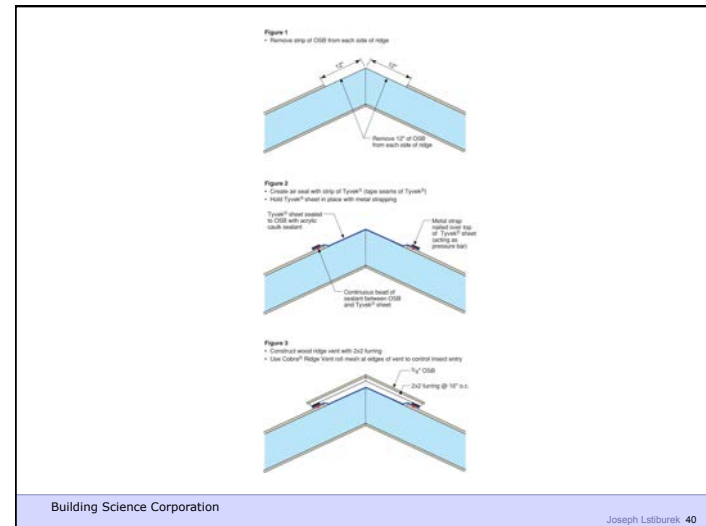 Figure 1
• Remove strip of OSB from each side of ridge
12" 12"
Remove 12" of OSB
from each side of ridge
Figure 2
• Create air seal with strip of Tyvek® (tape seams of Tyvek®)
• Hold Tyvek® sheet in place with metal strapping
Tyvek® sheet sealed
to OSB with acrylic
caulk sealant
Metal strap
nailed over top
of Tyvek® sheet
(acting as
pressure bar)
Continuous bead of
sealant between OSB
and Tyvek® sheet
Figure 3
• Construct wood ridge vent with 2x2 furring
• Use Cobra® Ridge Vent roll mesh at edges of vent to control insect entry
OSB
2x2 furring @ 16" o.c.
Building Science Corporation
Joseph Lstiburek 40